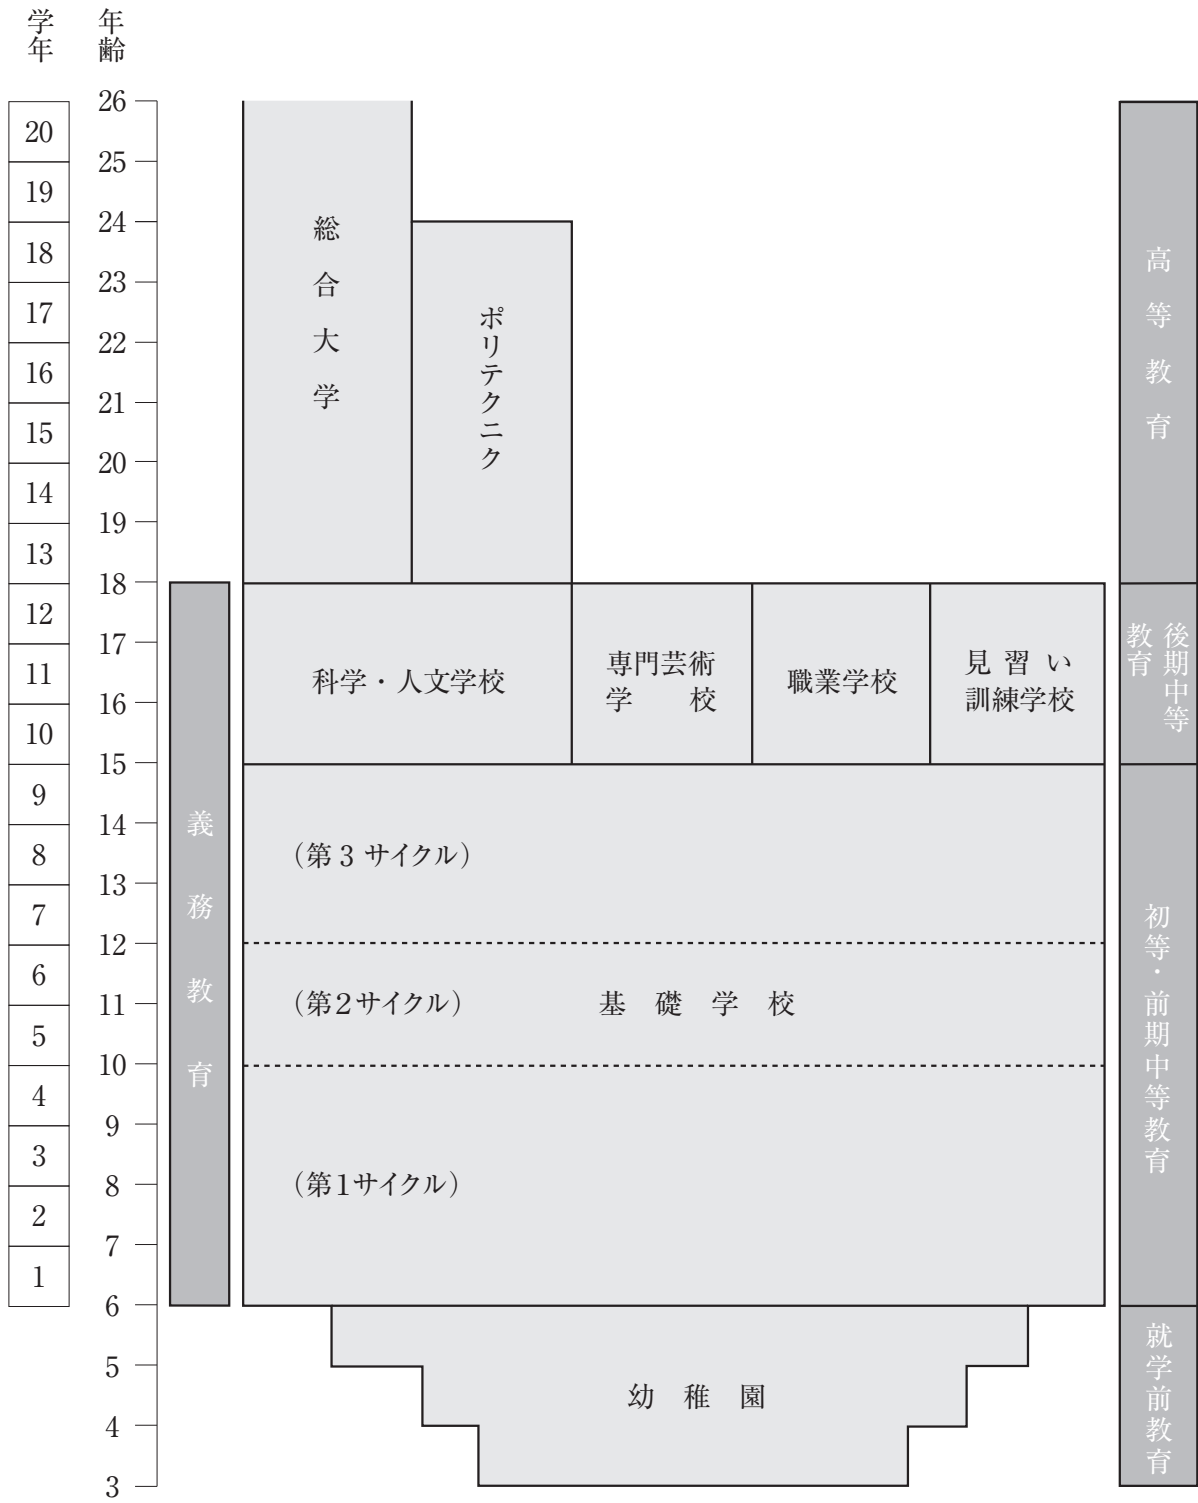 学年
年齢
26
20
25
19
24
18
23
17
22
16
21
15
20
14
19
13
18
12
17
11
16
10
15
9
14
8
13
7
12
6
11
5
10
4
9
3
8
2
7
1
6
5
4
3
総合大学
ポリテクニク
科学・人文学校
専門芸術
学校
職業学校
見習い
訓練学校
(第3サイクル)
(第2サイクル)
基礎学校
(第1サイクル)
幼稚園
義務教育
高等教育
後期中等
教育
初等・前期中等教育
就学前教育